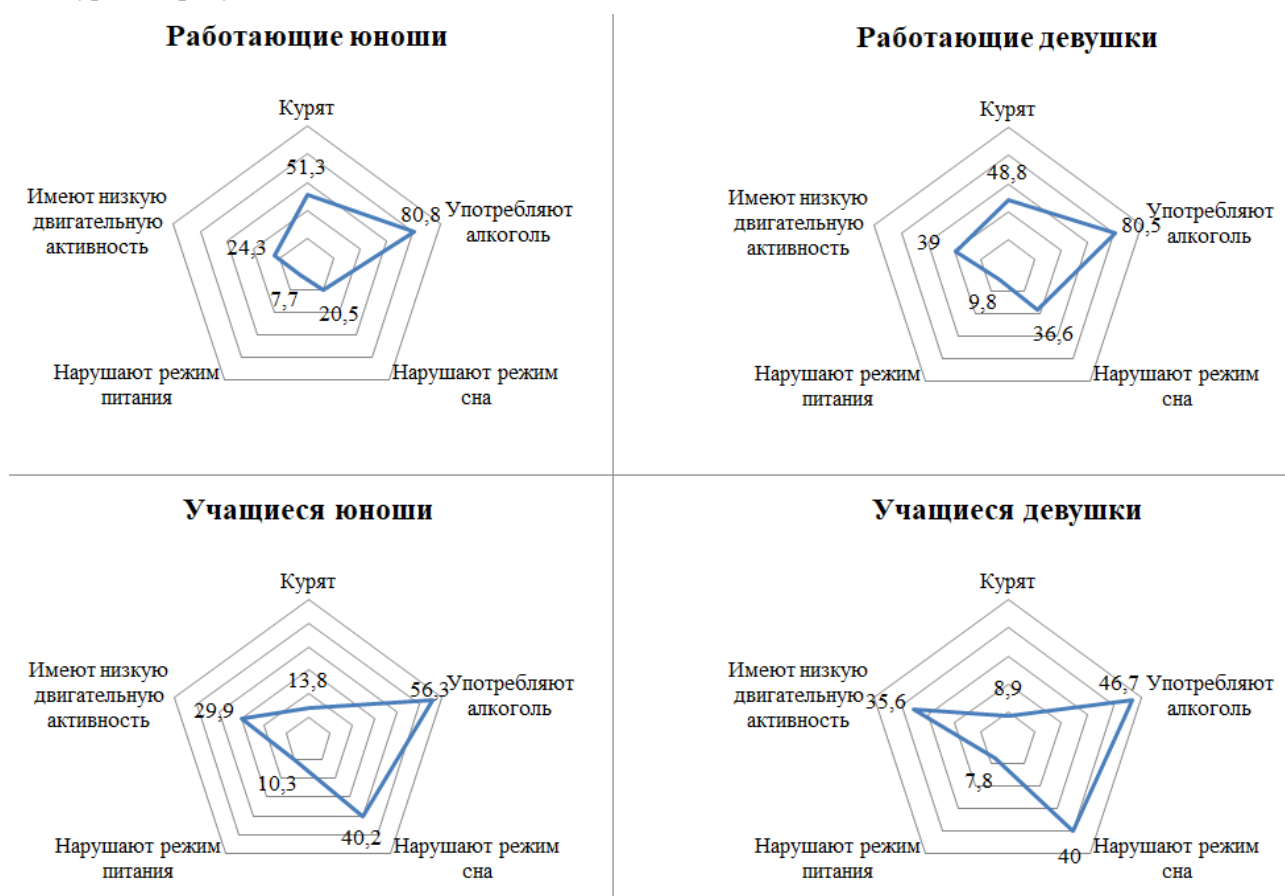 Работающие юноши
Курят
51,3
Имеют низкую
двигательную
активность
80,8
Употребляют
алкоголь
24,3
7,7
20,5
Нарушают режим
питания
Нарушают режим
сна
Работающие девушки
Курят
48,8
Имеют низкую
двигательную
активность
80,5
Употребляют
алкоголь
39
9,8
36,6
Нарушают режим
питания
Нарушают режим
сна
Учащиеся юноши
Курят
13,8
Имеют низкую
двигательную
активность
56,3
Употребляют
алкоголь
29,9
10,3
40,2
Нарушают режим
питания
Нарушают режим
сна
Учащиеся девушки
Курят
8,9
Имеют низкую
двигательную
активность
46,7
Употребляют
алкоголь
35,6
7,8
40
Нарушают режим
питания
Нарушают режим
сна